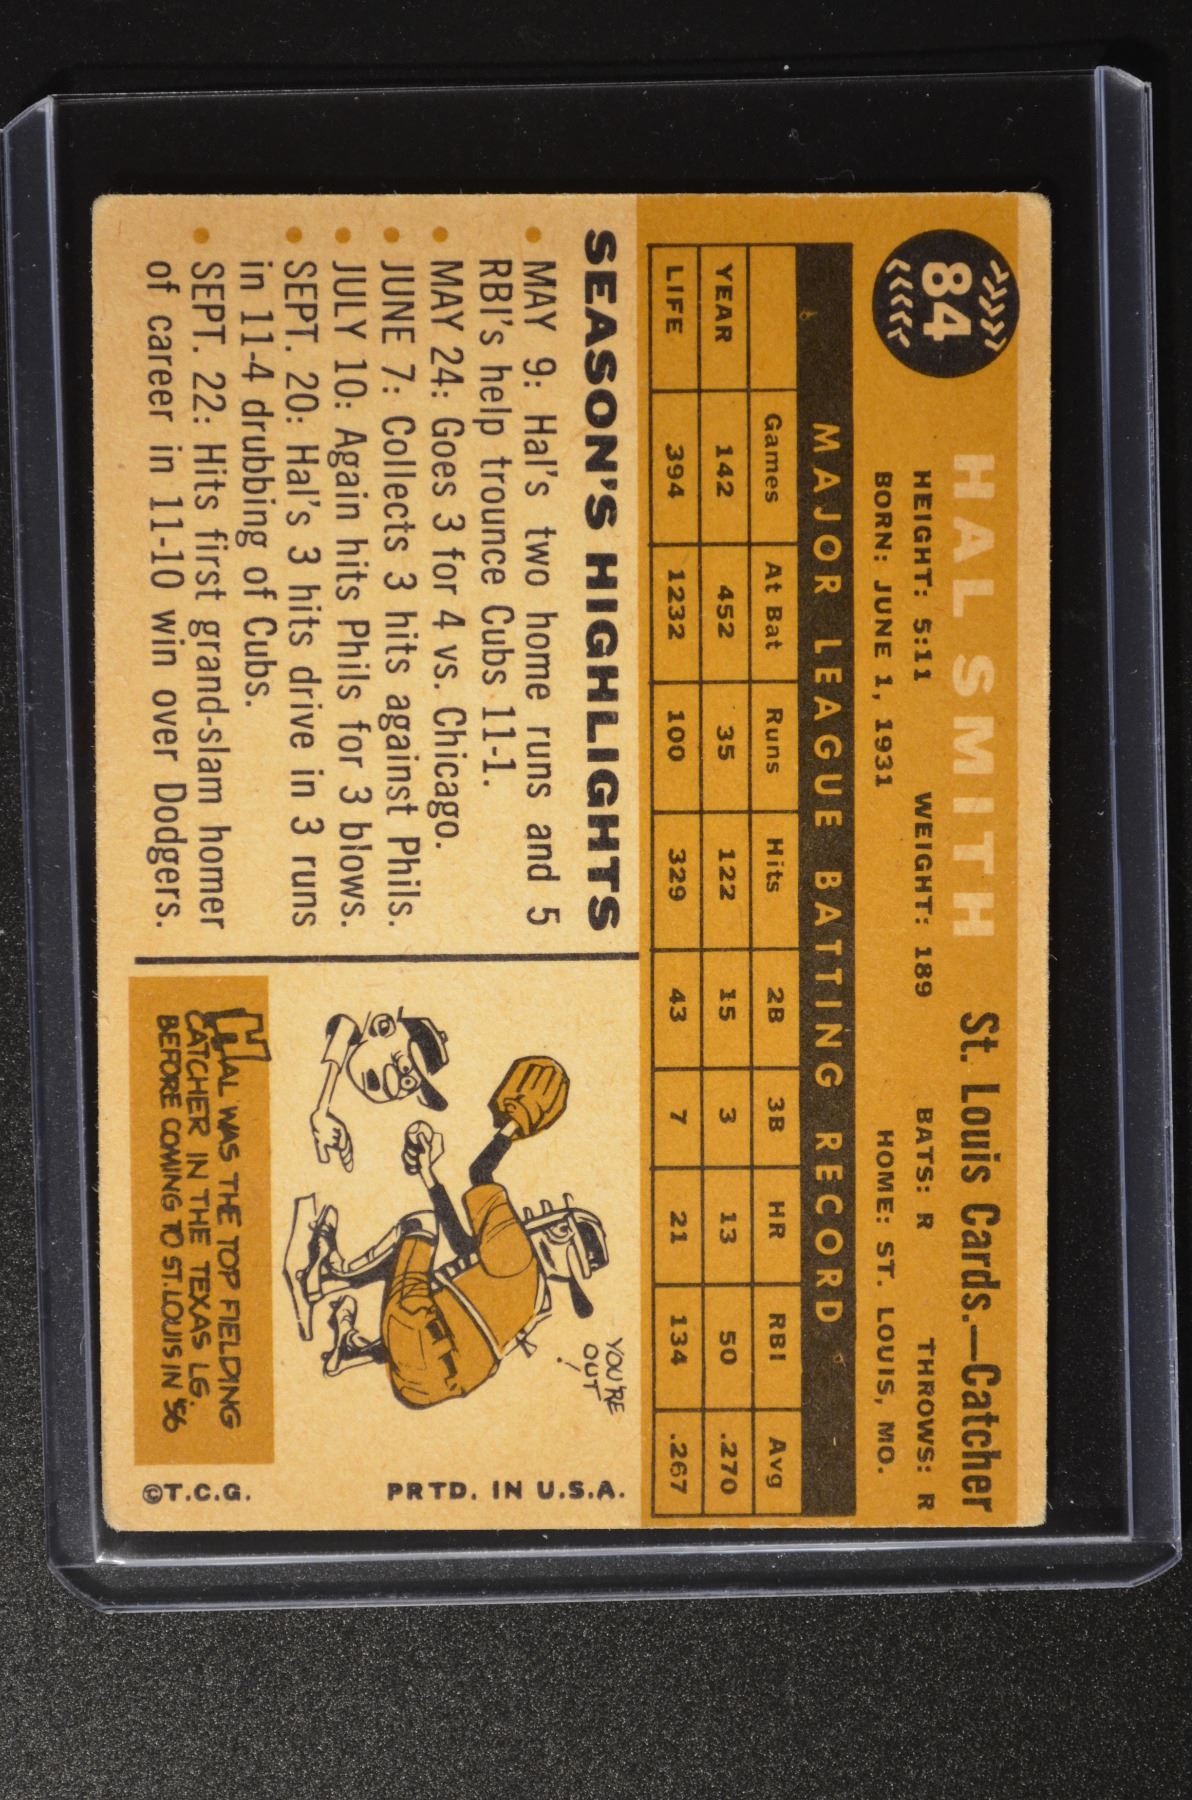 84
HAL SMITH St. Louis Cards.—Catcher
HEIGHT: 5:11 WEIGHT: 189 BATS: R THROWS: R
BORN: JUNE 1, 1931 HOME: ST. LOUIS, MO.
MAJOR LEAGUE BATTING RECORD
Games At Bat Runs Hits 2B 3B HR RBI Avg
YEAR 142 452 35 122 15 3 13 50 .270
LIFE 394 1232 100 329 43 7 21 134 .267
SEASON'S HIGHLIGHTS
• MAY 9: Hal's two home runs and 5
RBI's help trounce Cubs 11-1.
• MAY 24: Goes 3 for 4 vs. Chicago.
• JUNE 7: Collects 3 hits against Phils.
• JULY 10: Again hits Phils for 3 blows.
• SEPT. 20: Hal's 3 hits drive in 3 runs
in 11-4 drubbing of Cubs.
• SEPT. 22: Hits first grand-slam homer
of career in 11-10 win over Dodgers.
YOU'RE
OUT
!
HAL WAS THE TOP FIELDING
CATCHER IN THE TEXAS LG.
BEFORE COMING TO ST. LOUIS IN '56
PRTD. IN U.S.A.
©T.C.G.